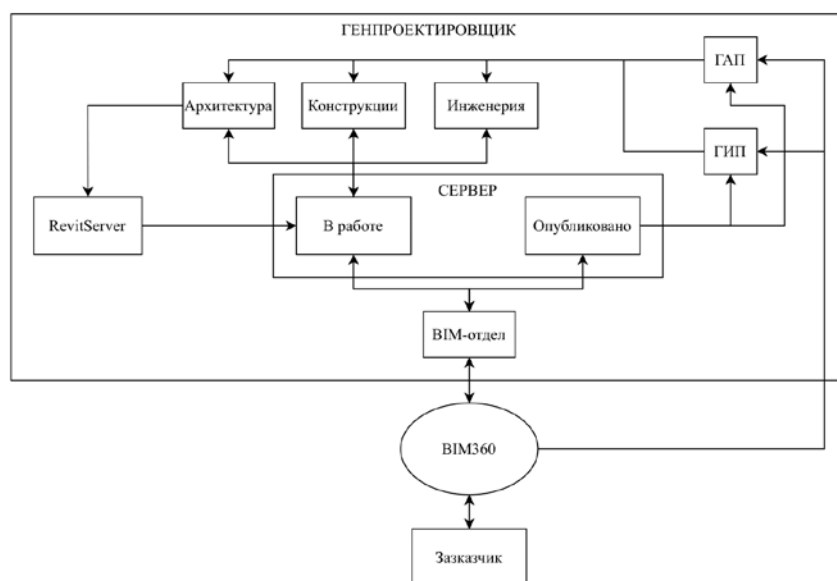 ГЕНПРОЕКТИРОВЩИК
ГАП
Архитектура
Конструкции
Инженерия
ГИП
СЕРВЕР
RevitServer
В работе
Опубликовано
BIM-отдел
BIM360
Зазказчик